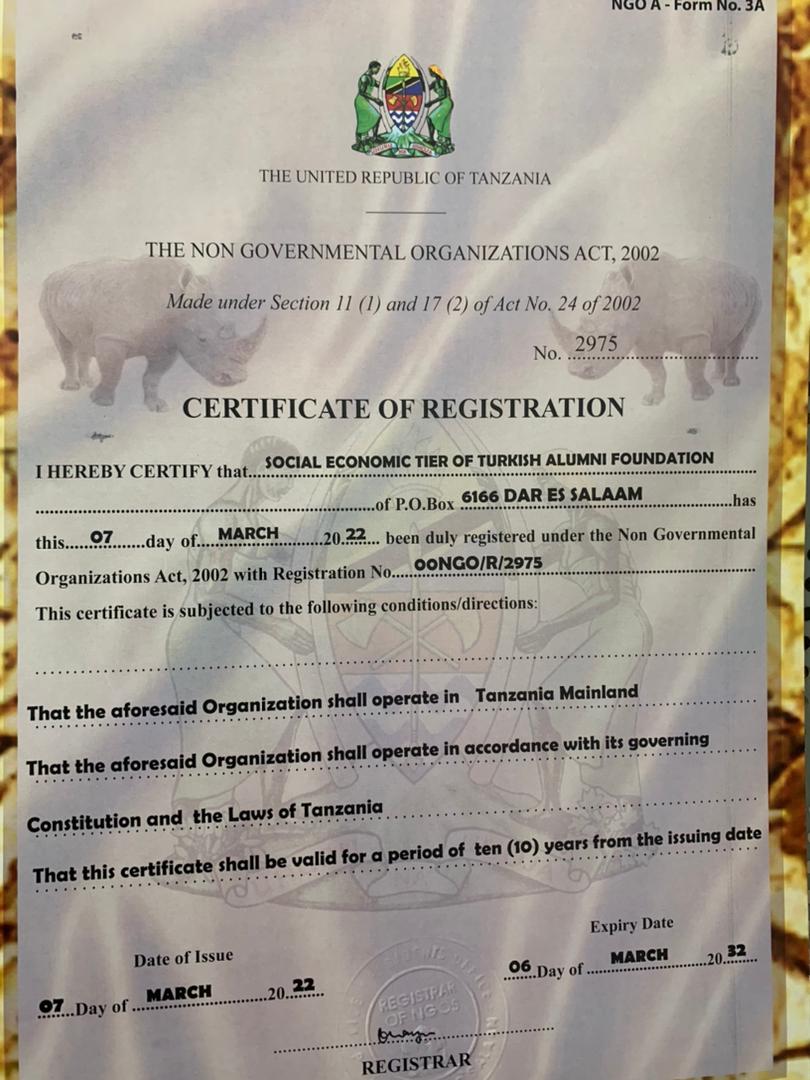 NGO A - Form No. 3A
THE UNITED REPUBLIC OF TANZANIA
THE NON GOVERNMENTAL ORGANIZATIONS ACT, 2002
Made under Section 11 (1) and 17 (2) of Act No. 24 of 2002
No. 2975
CERTIFICATE OF REGISTRATION
I HEREBY CERTIFY that SOCIAL ECONOMIC TIER OF TURKISH ALUMNI FOUNDATION
of P.O.Box 6166 DAR ES SALAAM has
this 07 day of MARCH 20 22 been duly registered under the Non Governmental
Organizations Act, 2002 with Registration No. 00NGO/R/2975
This certificate is subjected to the following conditions/directions:
That the aforesaid Organization shall operate in Tanzania Mainland
That the aforesaid Organization shall operate in accordance with its governing
Constitution and the Laws of Tanzania
That this certificate shall be valid for a period of ten (10) years from the issuing date
Date of Issue
Expiry Date
07 Day of MARCH 20 22
06 Day of MARCH 20 32
REGISTRAR
OF NGOS
REGISTRAR